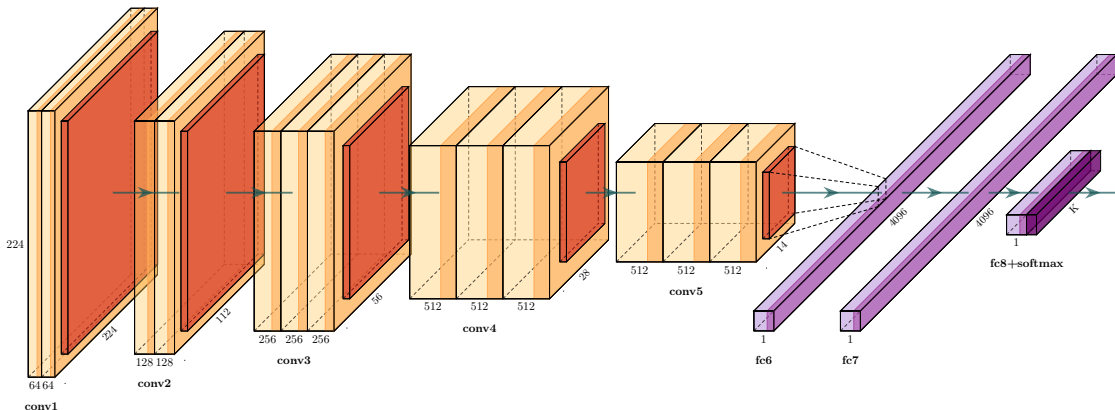 224
64 64
224
conv1
128 128
112
conv2
256 256 256
56
conv3
512 512 512
28
conv4
512 512 512
14
conv5
1
4096
fc6
1
4096
fc7
1
K
fc8+softmax